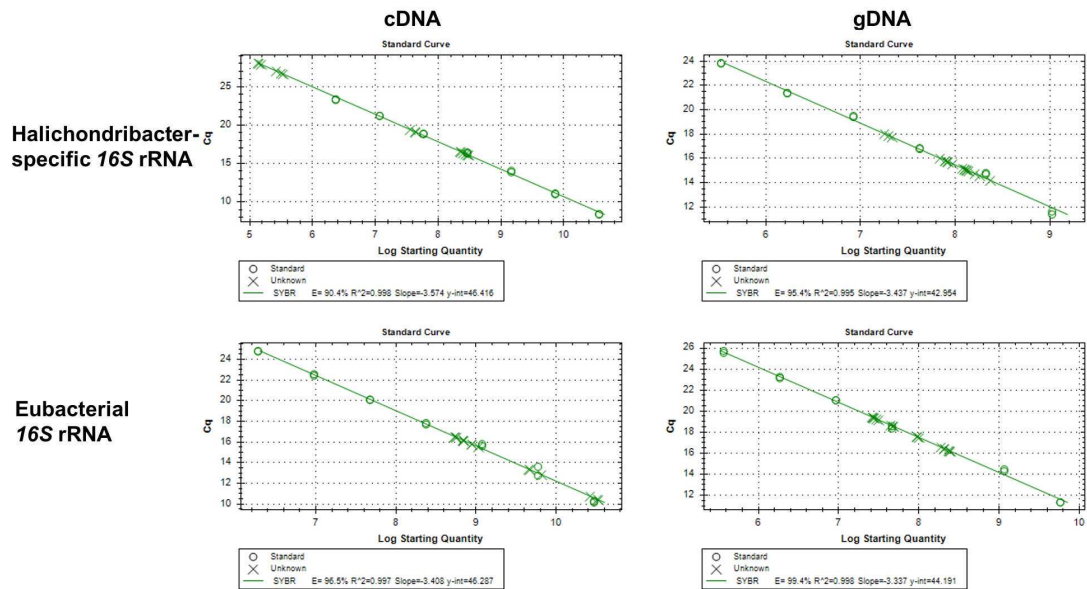 cDNA
gDNA
Halichondribacter-
specific 16S rRNA
Standard Curve
Cq
25
20
15
10
5
6
7
8
9
10
Log Starting Quantity
Standard
Unknown
SYBR E= 90.4% R^2=0.998 Slope=-3.574 y-int=46.416
Standard Curve
Cq
24
22
20
18
16
14
12
6
7
8
9
Log Starting Quantity
Standard
Unknown
SYBR E= 95.4% R^2=0.995 Slope=-3.437 y-int=42.954
Eubacterial
16S rRNA
Standard Curve
Cq
24
22
20
18
16
14
12
10
7
8
9
10
Log Starting Quantity
Standard
Unknown
SYBR E= 96.5% R^2=0.997 Slope=-3.408 y-int=46.287
Standard Curve
Cq
26
24
22
20
18
16
14
12
6
7
8
9
10
Log Starting Quantity
Standard
Unknown
SYBR E= 99.4% R^2=0.998 Slope=-3.337 y-int=44.191